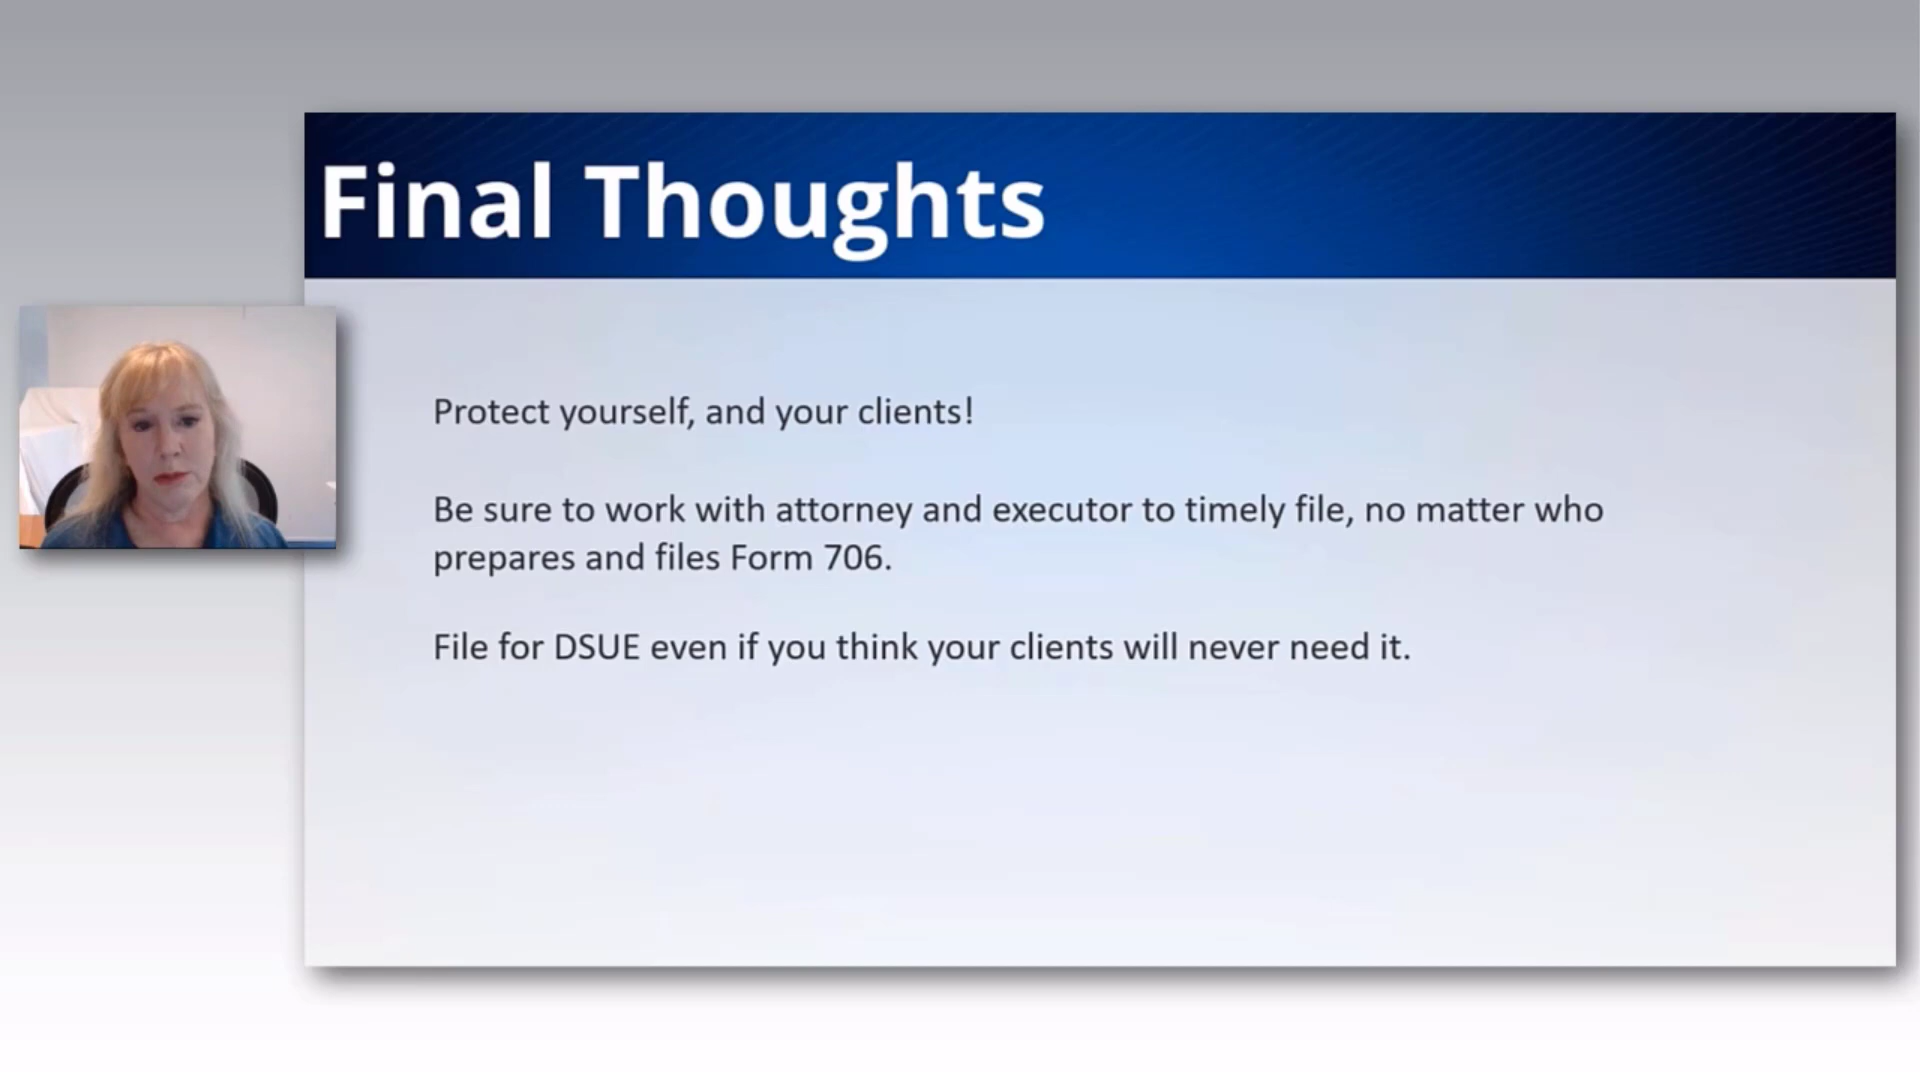 Final Thoughts
Protect yourself, and your clients!
Be sure to work with attorney and executor to timely file, no matter who
prepares and files Form 706.
File for DSUE even if you think your clients will never need it.